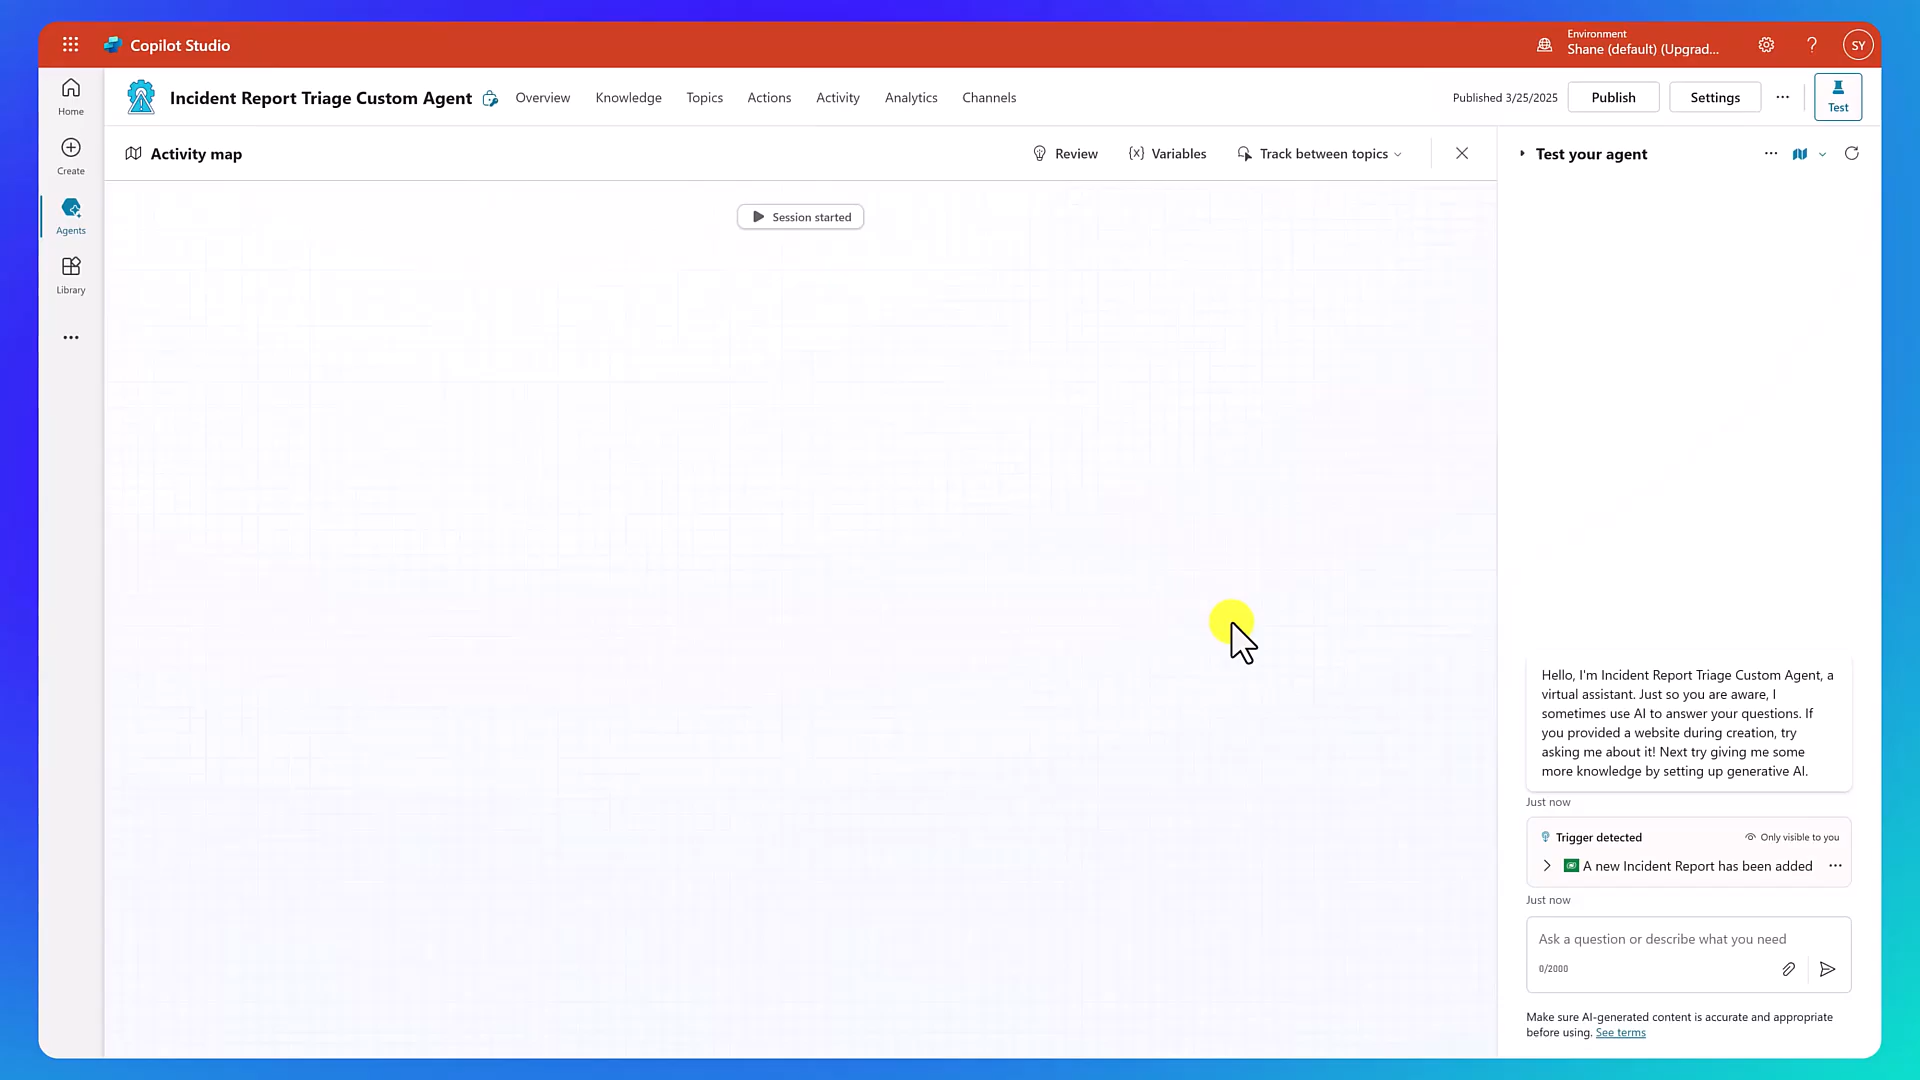 Copilot Studio
Environment
Shane (default) (Upgrad...
SY
Home
Create
Agents
Library
Incident Report Triage Custom Agent
Overview
Knowledge
Topics
Actions
Activity
Analytics
Channels
Published 3/25/2025
Publish
Settings
Test
Activity map
Review
{x} Variables
Track between topics
Session started
Test your agent
Hello, I'm Incident Report Triage Custom Agent, a
virtual assistant. Just so you are aware, I
sometimes use AI to answer your questions. If
you provided a website during creation, try
asking me about it! Next try giving me some
more knowledge by setting up generative AI.
Just now
Trigger detected
Only visible to you
A new Incident Report has been added
Just now
Ask a question or describe what you need
0/2000
Make sure AI-generated content is accurate and appropriate
before using. See terms